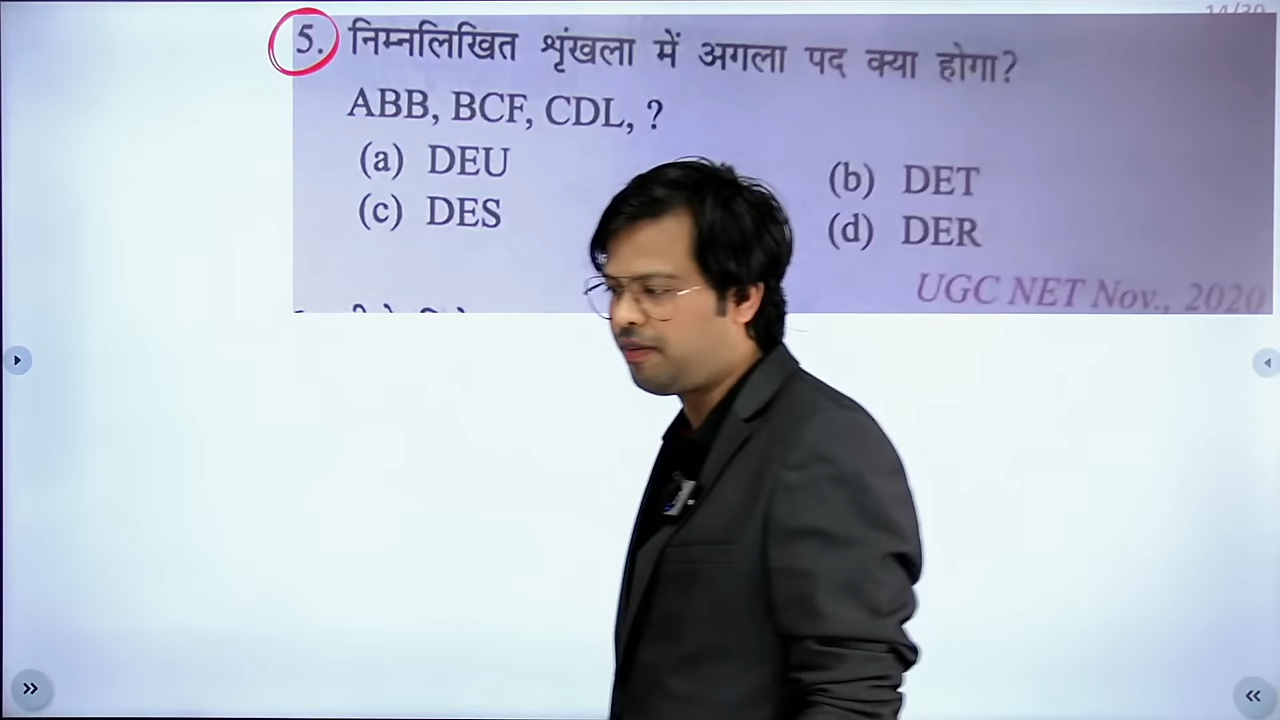 5. निम्नलिखित श्रृंखला में अगला पद क्या होगा?
ABB, BCF, CDL, ?
(a) DEU (b) DET
(c) DES (d) DER
UGC NET Nov., 2020